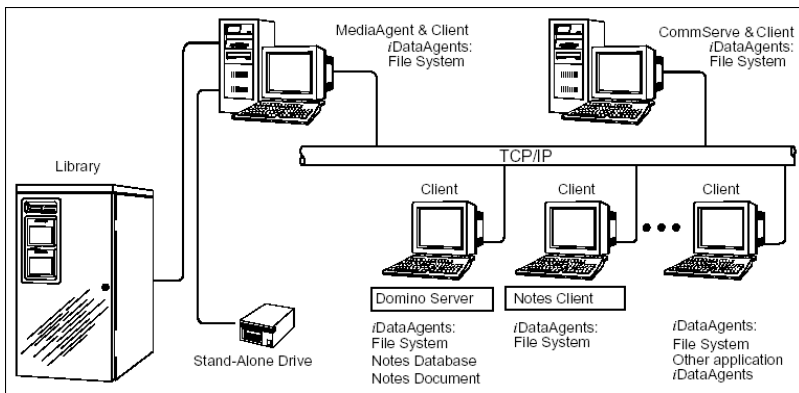 MediaAgent & Client
iDataAgents:
File System
CommServe & Client
iDataAgents:
File System
Library
TCP/IP
Client
Client
Client
Domino Server
Notes Client
Stand-Alone Drive
iDataAgents:
File System
Notes Database
Notes Document
iDataAgents:
File System
iDataAgents:
File System
Other application
iDataAgents